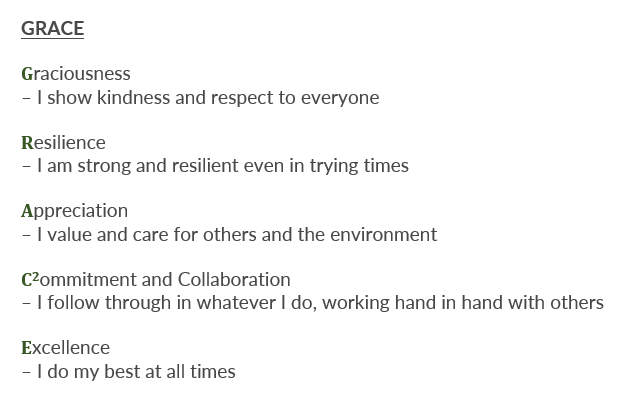 GRACE
Graciousness
– I show kindness and respect to everyone
Resilience
– I am strong and resilient even in trying times
Appreciation
– I value and care for others and the environment
C²ommitment and Collaboration
– I follow through in whatever I do, working hand in hand with others
Excellence
– I do my best at all times